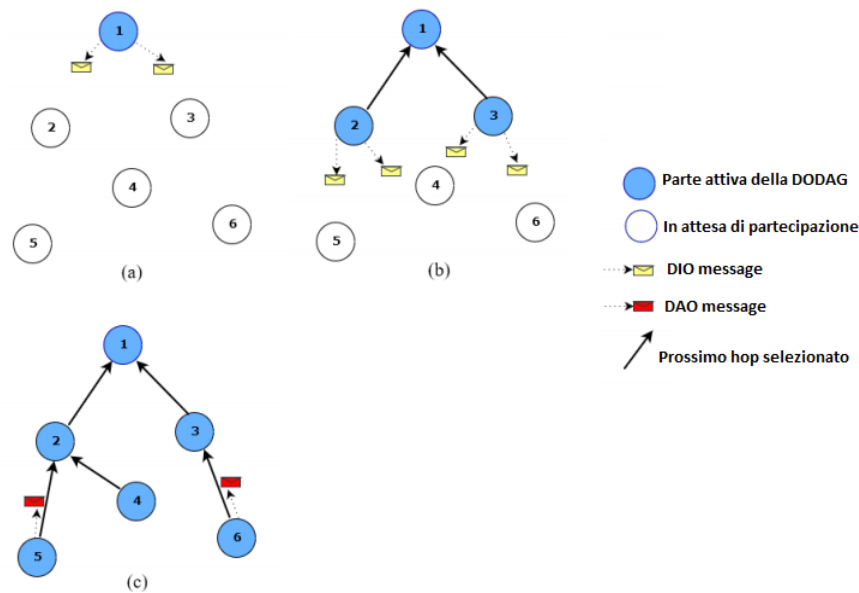 1
2
3
4
5
6
(a)
1
2
3
4
5
6
(b)
Parte attiva della DODAG
In attesa di partecipazione
DIO message
DAO message
Prossimo hop selezionato
1
2
3
4
5
6
(c)